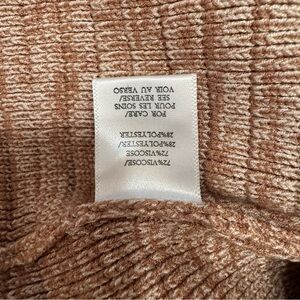 72%VISCOSE/
72%VISCOSE
28%POLYESTER/
28%POLYESTER
FOR CARE/
POUR LES SOINS
SEE REVERSE/
VOIR AU VERSO